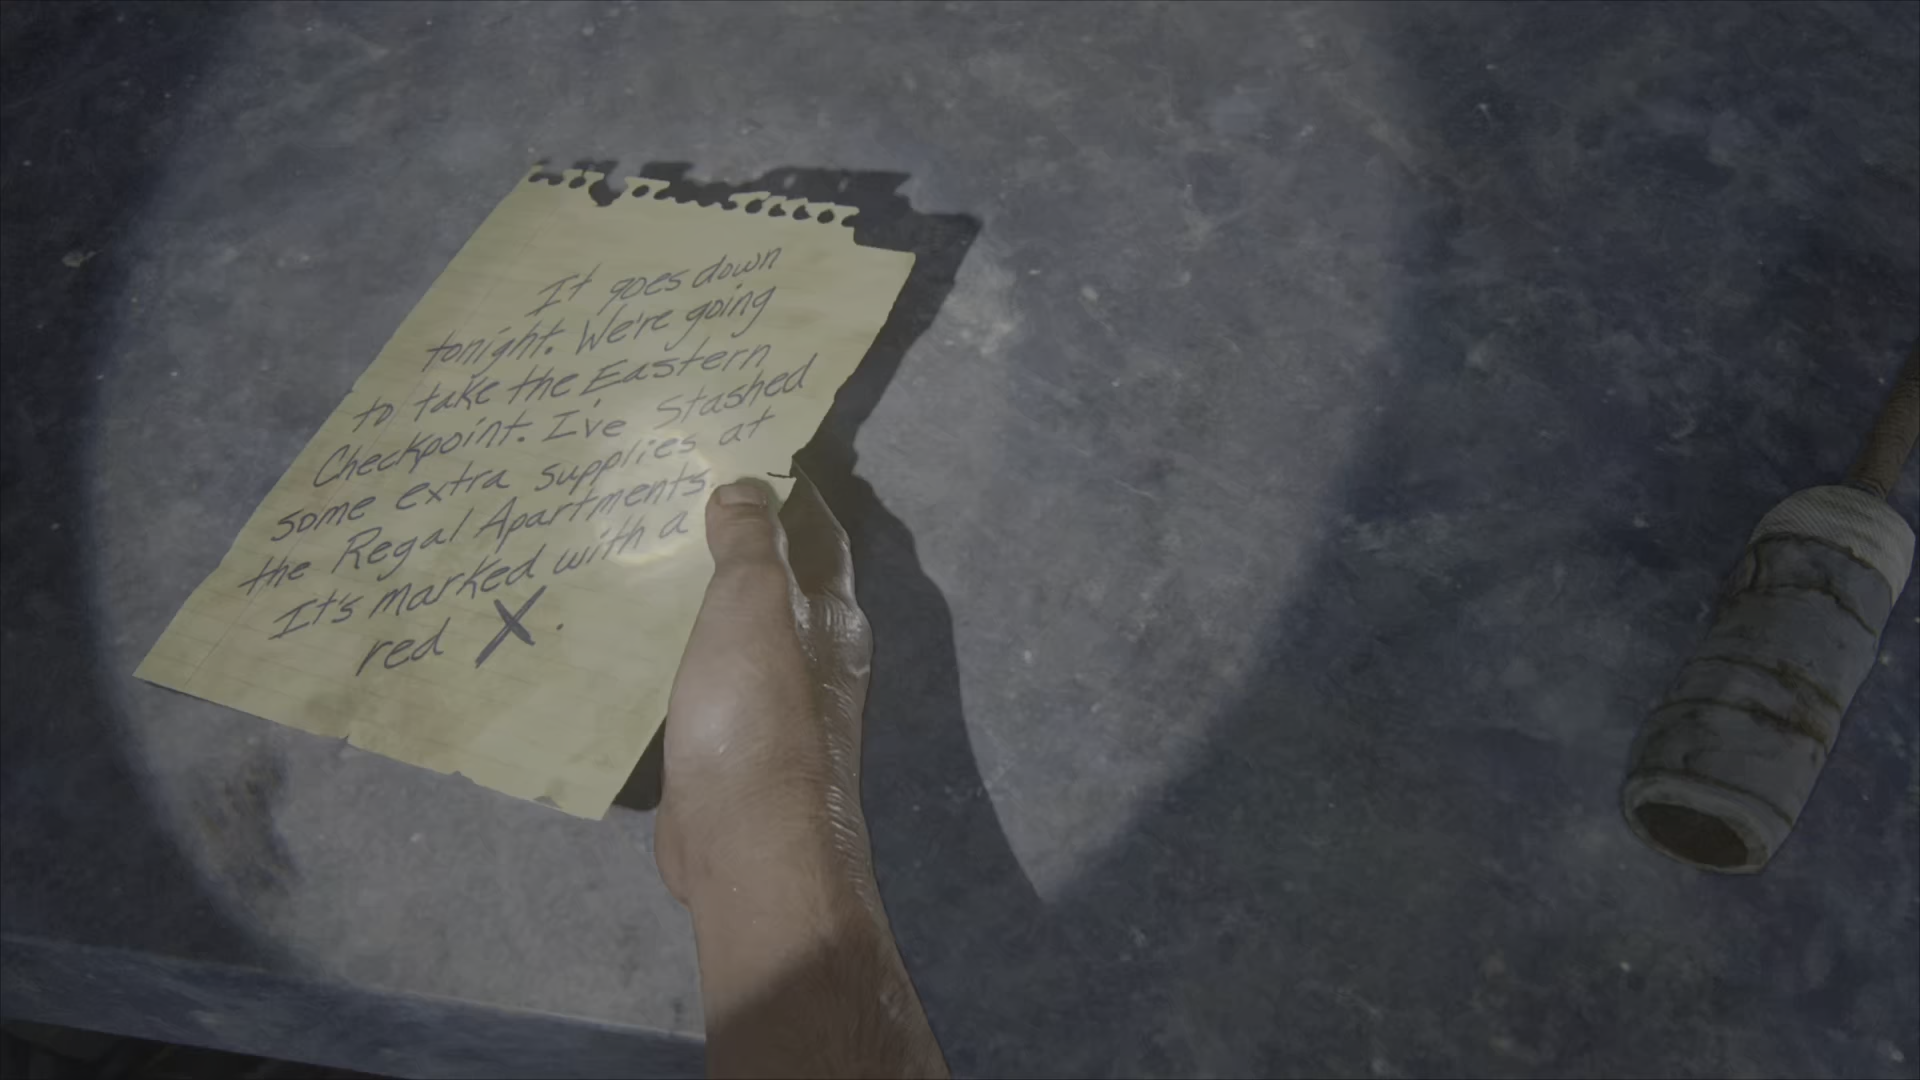 It goes down
tonight. We're going
to take the Eastern
Checkpoint. I've stashed
some extra supplies at
the Regal Apartments.
It's marked with a
red X.